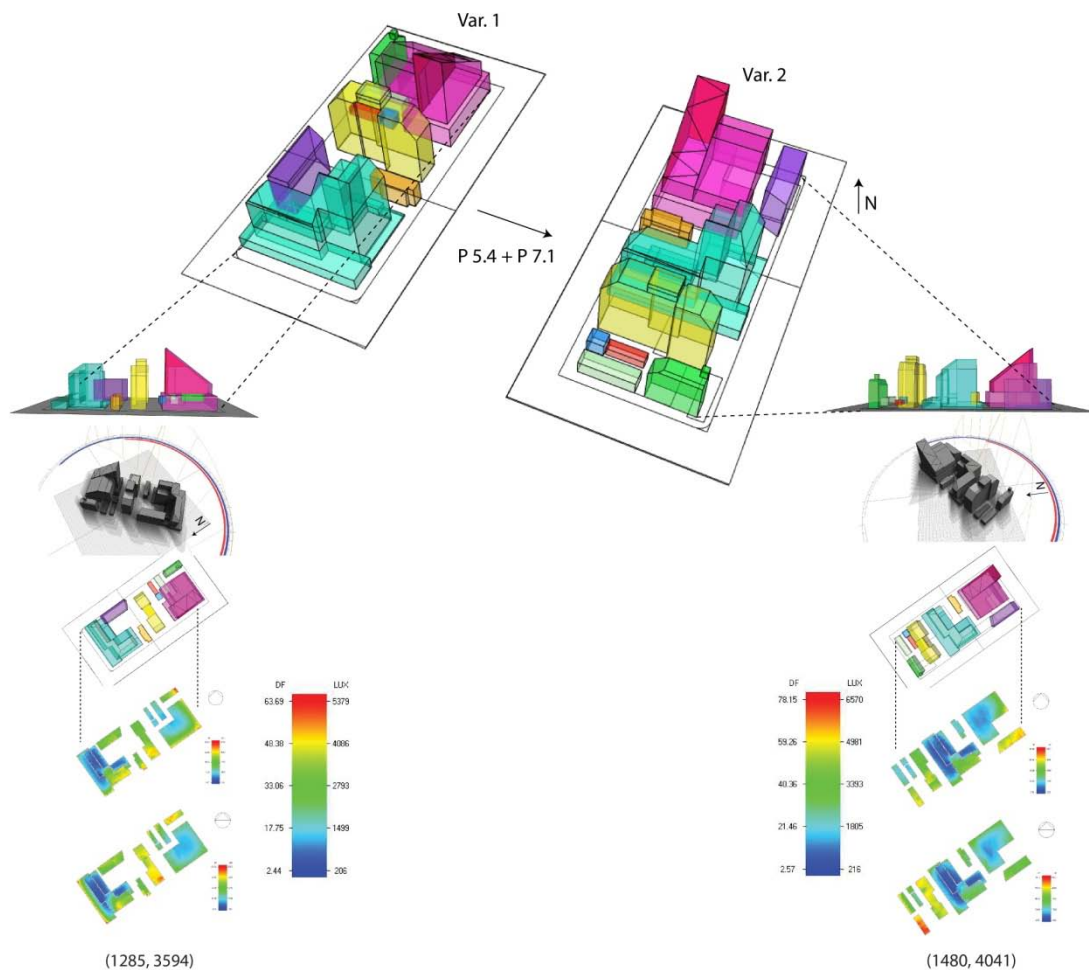 Var. 1
Var. 2
N
P 5.4 + P 7.1
N
N
DF LUX
63.69 5379
48.38 4086
33.06 2793
17.75 1499
2.44 206
DF LUX
78.15 6570
59.26 4981
40.36 3393
21.46 1805
2.57 216
(1285, 3594)
(1480, 4041)